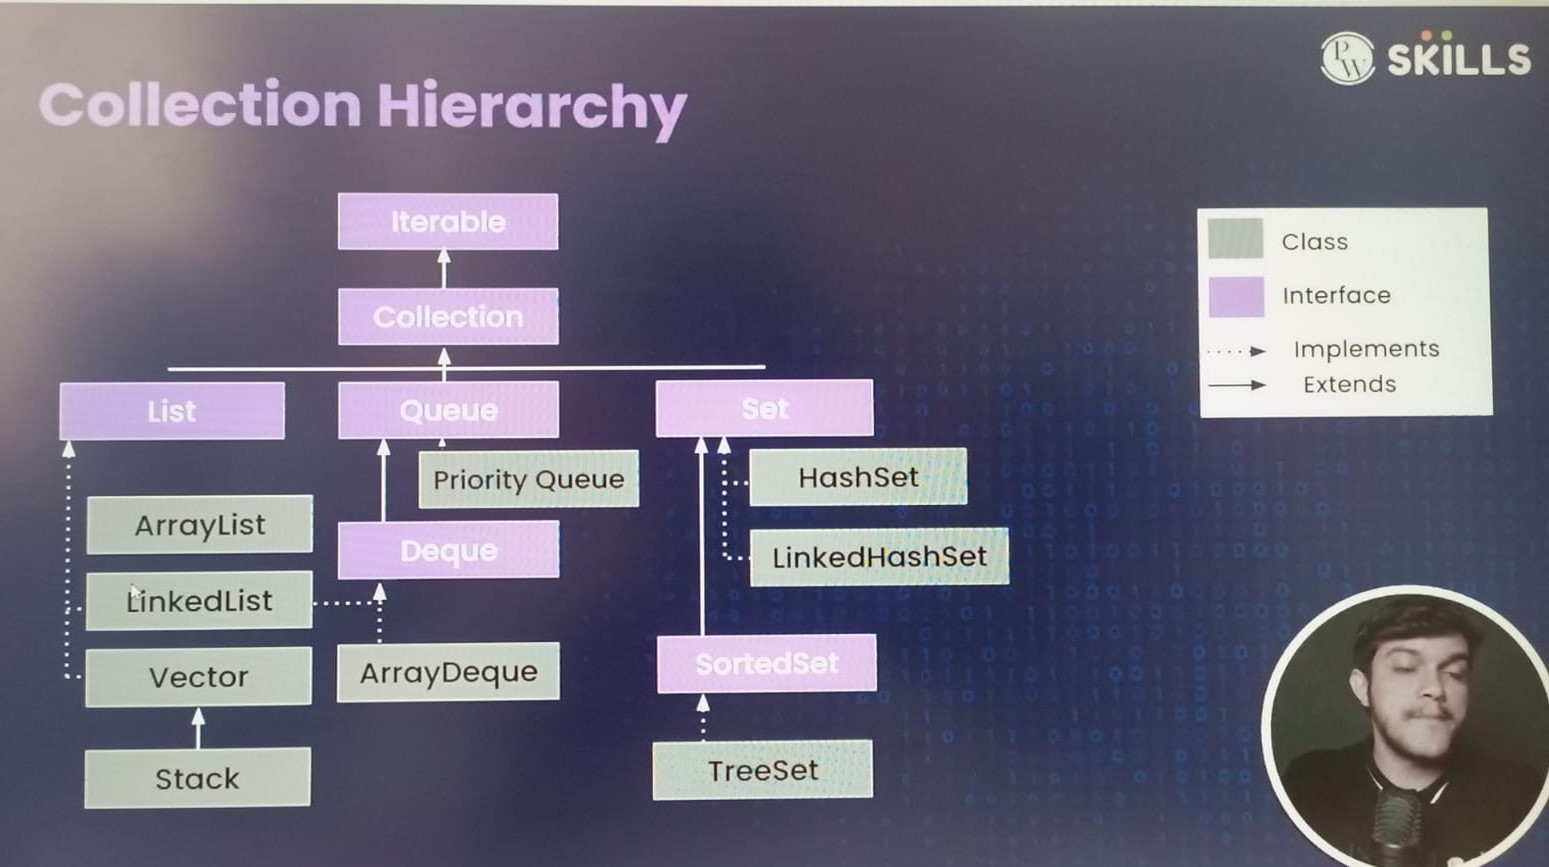 PW SKILLS
Collection Hierarchy
Iterable
Collection
List
Queue
Set
Priority Queue
HashSet
ArrayList
Deque
LinkedHashSet
LinkedList
Vector
ArrayDeque
SortedSet
Stack
TreeSet
Class
Interface
Implements
Extends